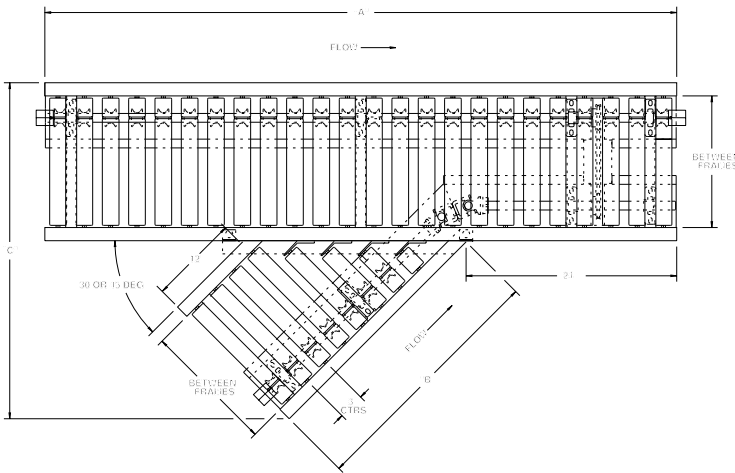 A
FLOW
BETWEEN
FRAMES
C
12
30 OR 45 DEG
21
FLOW
B
BETWEEN
FRAMES
3
CTRS